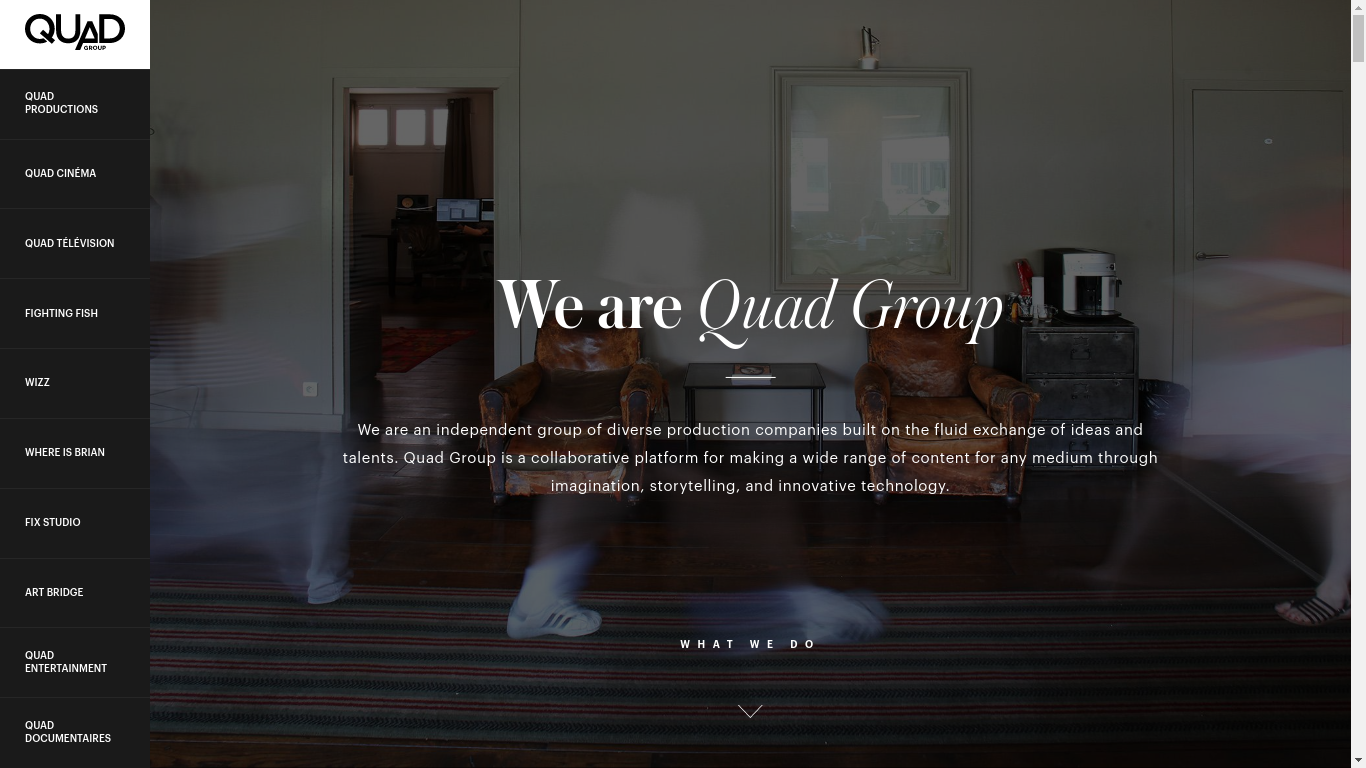 QUAD
GROUP
QUAD
PRODUCTIONS
QUAD CINÉMA
QUAD TÉLÉVISION
FIGHTING FISH
WIZZ
WHERE IS BRIAN
FIX STUDIO
ART BRIDGE
QUAD
ENTERTAINMENT
QUAD
DOCUMENTAIRES
We are Quad Group
We are an independent group of diverse production companies built on the fluid exchange of ideas and
talents. Quad Group is a collaborative platform for making a wide range of content for any medium through
imagination, storytelling, and innovative technology.
WHAT WE DO